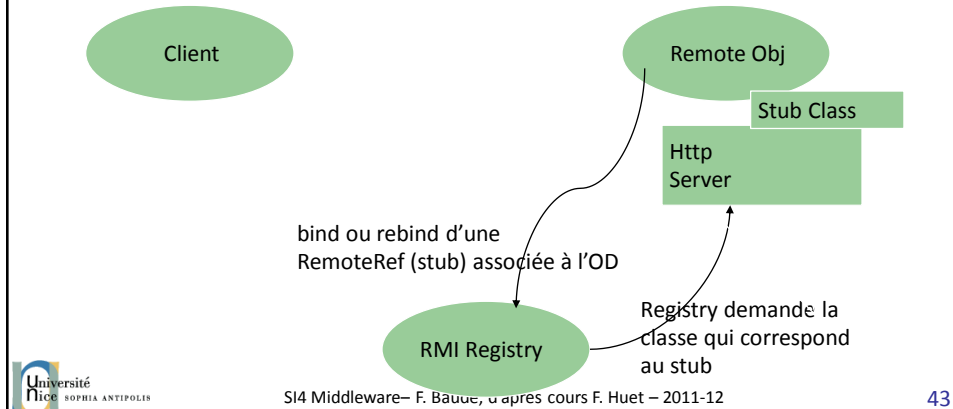 Client
Remote Obj
Stub Class
Http
Server
bind ou rebind d'une
RemoteRef (stub) associée à l'OD
Registry demande la
classe qui correspond
au stub
RMI Registry
Université
nice SOPHIA ANTIPOLIS
SI4 Middleware– F. Baude, d'après cours F. Huet – 2011-12
43